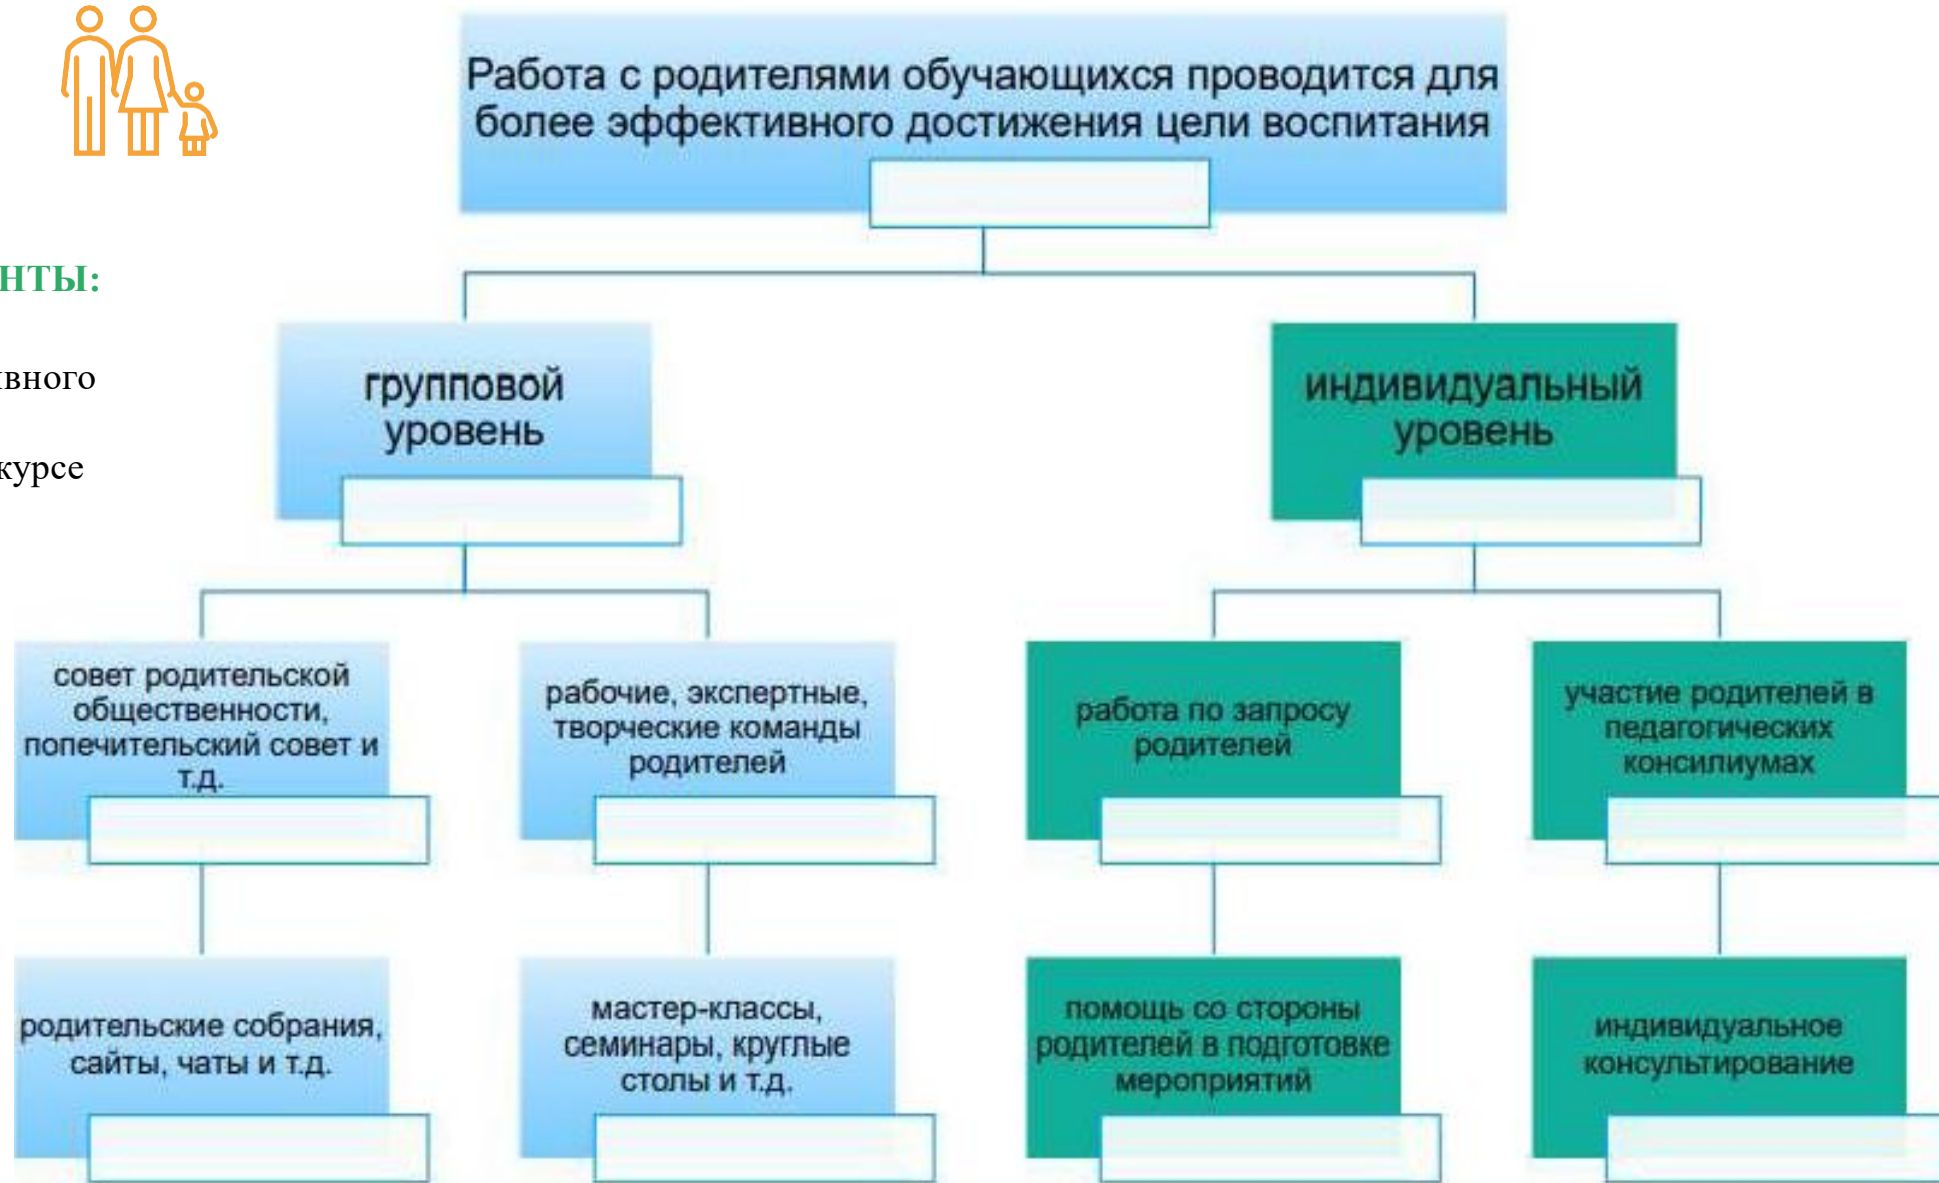 Работа с родителями обучающихся проводится для
более эффективного достижения цели воспитания
НТЫ:
вного
курсе
групповой
уровень
индивидуальный
уровень
совет родительской
общественности,
попечительский совет и
т.д.
рабочие, экспертные,
творческие команды
родителей
работа по запросу
родителей
участие родителей в
педагогических
консилиумах
родительские собрания,
сайты, чаты и т.д.
мастер-классы,
семинары, круглые
столы и т.д.
помощь со стороны
родителей в подготовке
мероприятий
индивидуальное
консультирование